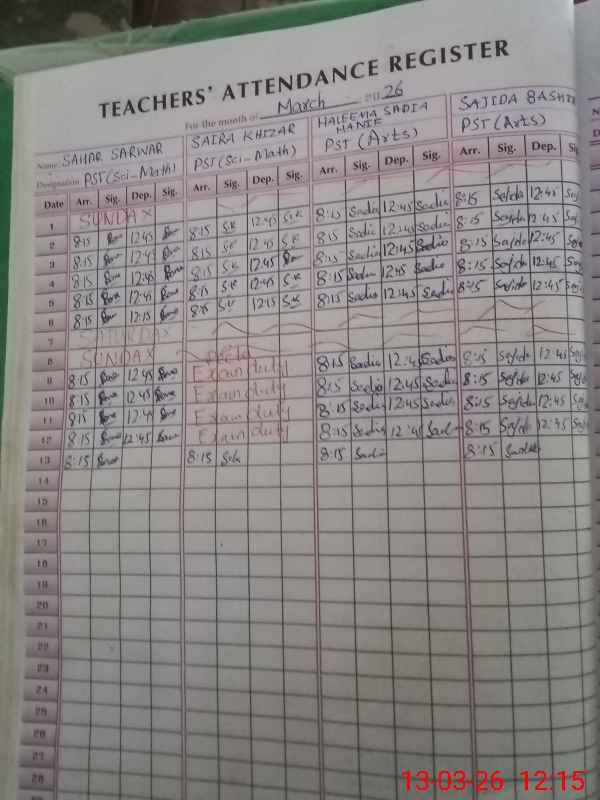 TEACHERS' ATTENDANCE REGISTER
For the month of March 2026
Name SAHAR SARWAR SAIRA KHIZAR HALEEMA SADIA HANIF SAJIDA BASHIR
Designation PST (Sci-Math) PST (Sci-Math) PST (Arts) PST (Arts)
Date Arr. Sig. Dep. Sig. Arr. Sig. Dep. Sig. Arr. Sig. Dep. Sig. Arr. Sig. Dep. Sig.
1 SUNDAY
2 8:15 12:45 8:15 SK 12:45 SK 8:15 Sadia 12:45 Sadia 8:15 Sajida 12:45
3 8:15 12:45 8:15 SK 12:45 SK 8:15 Sadia 12:45 Sadia 8:15 Sajida 12:45
4 8:15 12:45 8:15 SK 12:45 8:15 Sadia 12:45 Sadia 8:15 Sajida 12:45
5 8:15 12:45 8:15 SK 12:45 SK 8:15 Sadia 12:45 Sadia 8:15 Sajida 12:45
6 8:15 12:15 8:15 SK 12:15 SK 8:15 Sadia 12:45 Sadia 8:15 Sajida 12:45
7 SATURDAY
8 SUNDAY
9 8:15 12:45 Exam duty 8:15 Sadia 12:45 Sadia 8:15 Sajida 12:45
10 8:15 12:45 Exam duty 8:15 Sadia 12:45 Sadia 8:15 Sajida 12:45
11 8:15 12:45 Exam duty 8:15 Sadia 12:45 Sadia 8:15 Sajida 12:45
12 8:15 12:45 Exam duty 8:15 Sadia 12:45 Sadia 8:15 Sajida 12:45
13 8:15 8:15 8:15 Sadia 8:15
14
15
16
17
18
19
20
21
22
23
24
25
26
27
28
13-03-26 12:15